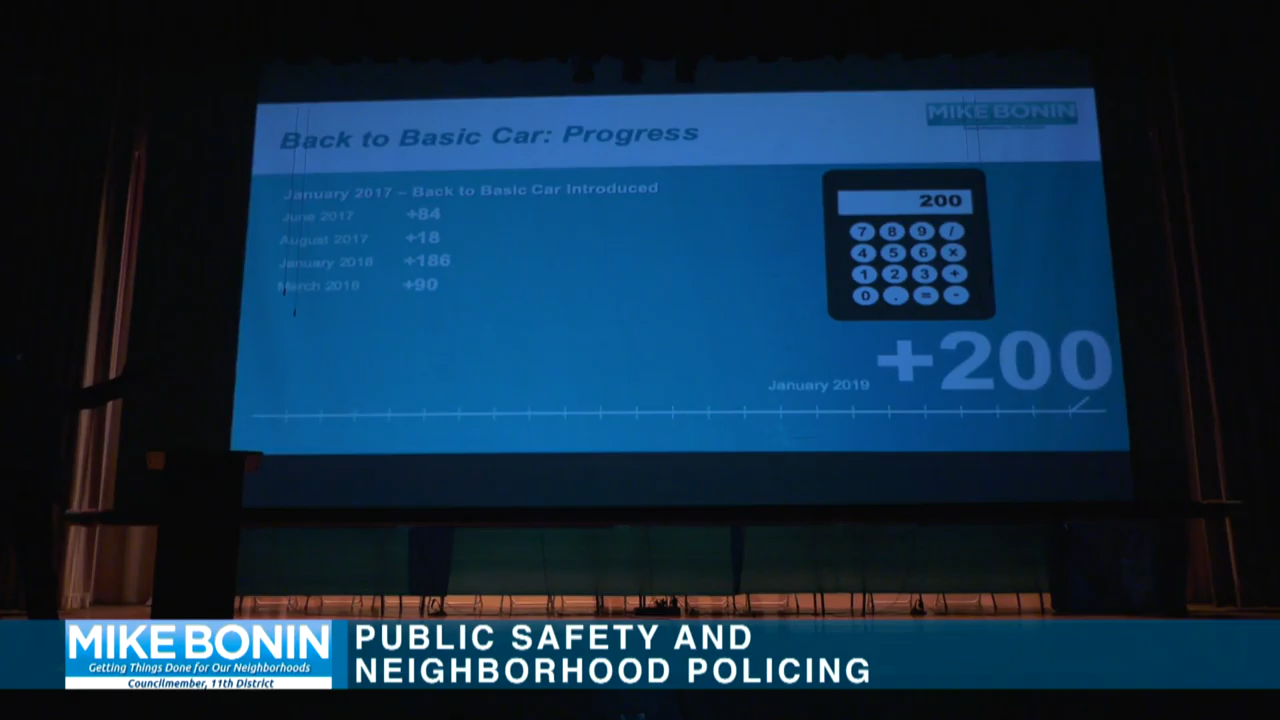 MIKE BONIN
Back to Basic Car: Progress
January 2017 – Back to Basic Car Introduced
June 2017 +84
August 2017 +18
January 2018 +186
March 2018 +90
200
7 8 9 /
4 5 6 x
1 2 3 +
0 . = -
January 2019 +200
MIKE BONIN
Getting Things Done for Our Neighborhoods
Councilmember, 11th District
PUBLIC SAFETY AND
NEIGHBORHOOD POLICING